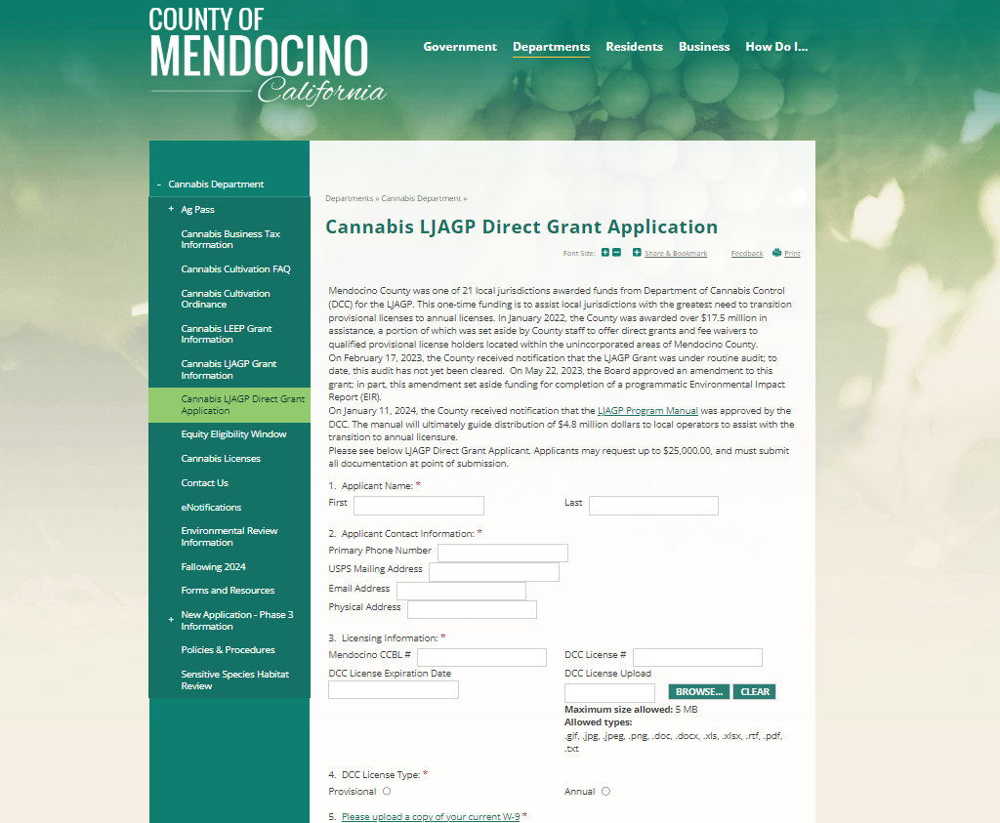 COUNTY OF
MENDOCINO
California
Government Departments Residents Business How Do I...
- Cannabis Department
+ Ag Pass
Cannabis Business Tax
Information
Cannabis Cultivation FAQ
Cannabis Cultivation
Ordinance
Cannabis LEEP Grant
Information
Cannabis LJAGP Grant
Information
Cannabis LJAGP Direct Grant
Application
Equity Eligibility Window
Cannabis Licenses
Contact Us
eNotifications
Environmental Review
Information
Fallowing 2024
Forms and Resources
+ New Application - Phase 3
Information
Policies & Procedures
Sensitive Species Habitat
Review
Departments » Cannabis Department »
Cannabis LJAGP Direct Grant Application
Font Size: + - + Share & Bookmark Feedback Print
Mendocino County was one of 21 local jurisdictions awarded funds from Department of Cannabis Control
(DCC) for the LJAGP. This one-time funding is to assist local jurisdictions with the greatest need to transition
provisional licenses to annual licenses. In January 2022, the County was awarded over $17.5 million in
assistance, a portion of which was set aside by County staff to offer direct grants and fee waivers to
qualified provisional license holders located within the unincorporated areas of Mendocino County.
On February 17, 2023, the County received notification that the LJAGP Grant was under routine audit; to
date, this audit has not yet been cleared. On May 22, 2023, the Board approved an amendment to this
grant; in part, this amendment set aside funding for completion of a programmatic Environmental Impact
Report (EIR).
On January 11, 2024, the County received notification that the LJAGP Program Manual was approved by the
DCC. The manual will ultimately guide distribution of $4.8 million dollars to local operators to assist with the
transition to annual licensure.
Please see below LJAGP Direct Grant Applicant. Applicants may request up to $25,000.00, and must submit
all documentation at point of submission.
1. Applicant Name: *
First Last
2. Applicant Contact Information: *
Primary Phone Number
USPS Mailing Address
Email Address
Physical Address
3. Licensing Information: *
Mendocino CCBL # DCC License #
DCC License Expiration Date DCC License Upload
BROWSE... CLEAR
Maximum size allowed: 5 MB
Allowed types:
.gif, .jpg, .jpeg, .png, .doc, .docx, .xls, .xlsx, .rtf, .pdf,
.txt
4. DCC License Type: *
Provisional Annual
5. Please upload a copy of your current W-9 *